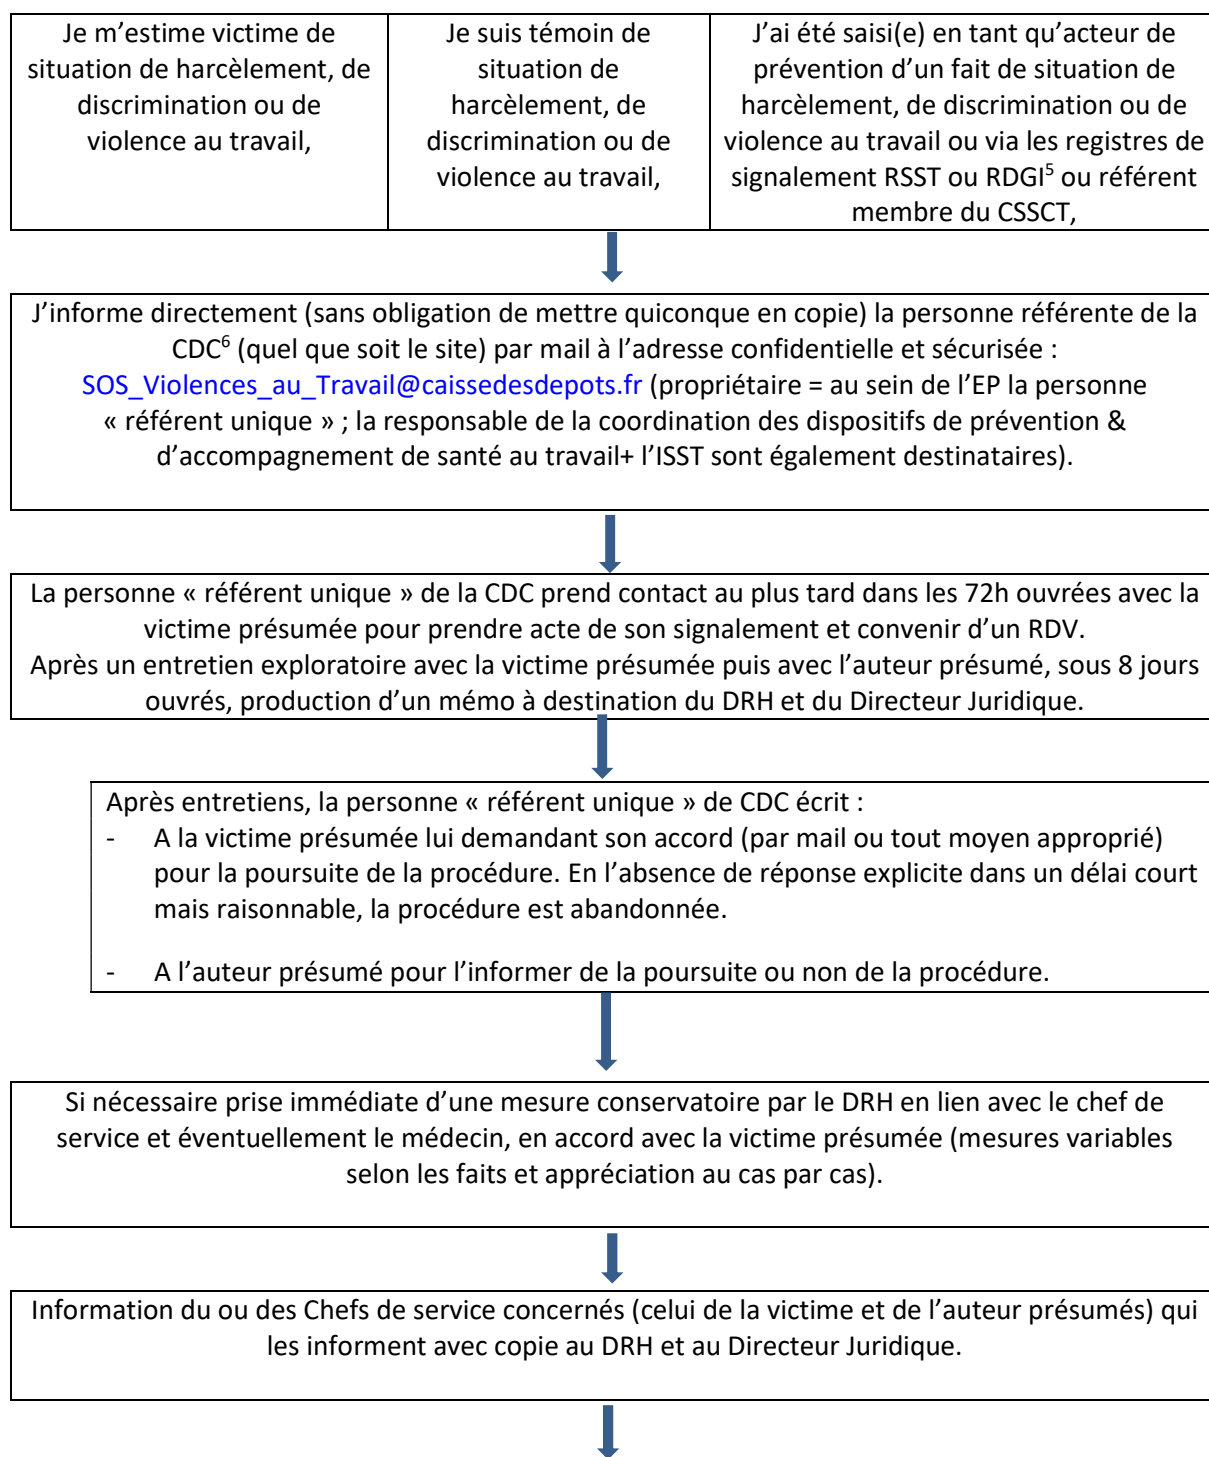 Je m’estime victime de
situation de harcèlement, de
discrimination ou de
violence au travail,
Je suis témoin de
situation de
harcèlement, de
discrimination ou de
violence au travail,
J’ai été saisi(e) en tant qu’acteur de
prévention d’un fait de situation de
harcèlement, de discrimination ou de
violence au travail ou via les registres de
signalement RSST ou RDGI⁵ ou référent
membre du CSSCT,
J’informe directement (sans obligation de mettre quiconque en copie) la personne référente de la
CDC⁶ (quel que soit le site) par mail à l’adresse confidentielle et sécurisée :
SOS_Violences_au_Travail@caissedesdepots.fr (propriétaire = au sein de l’EP la personne
« référent unique » ; la responsable de la coordination des dispositifs de prévention &
d’accompagnement de santé au travail+ l’ISST sont également destinataires).
La personne « référent unique » de la CDC prend contact au plus tard dans les 72h ouvrées avec la
victime présumée pour prendre acte de son signalement et convenir d’un RDV.
Après un entretien exploratoire avec la victime présumée puis avec l’auteur présumé, sous 8 jours
ouvrés, production d’un mémo à destination du DRH et du Directeur Juridique.
Après entretiens, la personne « référent unique » de CDC écrit :
- A la victime présumée lui demandant son accord (par mail ou tout moyen approprié)
pour la poursuite de la procédure. En l’absence de réponse explicite dans un délai court
mais raisonnable, la procédure est abandonnée.
- A l’auteur présumé pour l’informer de la poursuite ou non de la procédure.
Si nécessaire prise immédiate d’une mesure conservatoire par le DRH en lien avec le chef de
service et éventuellement le médecin, en accord avec la victime présumée (mesures variables
selon les faits et appréciation au cas par cas).
Information du ou des Chefs de service concernés (celui de la victime et de l’auteur présumés) qui
les informent avec copie au DRH et au Directeur Juridique.